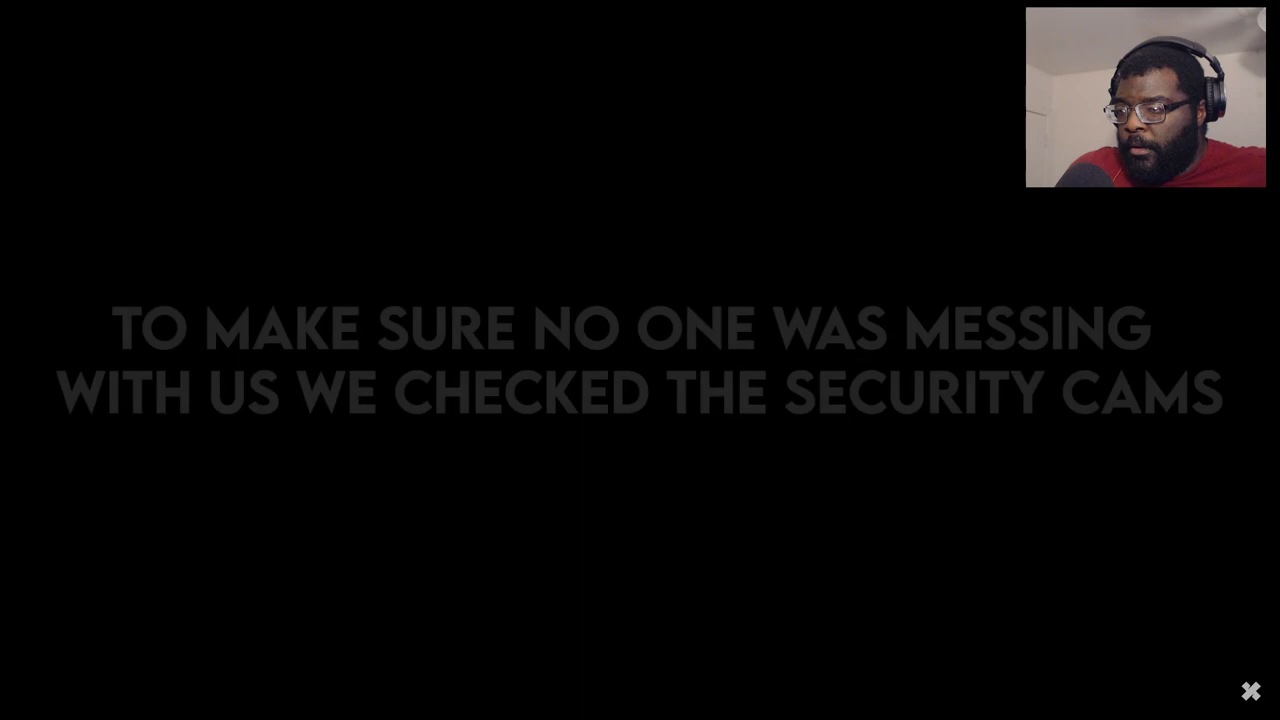 TO MAKE SURE NO ONE WAS MESSING
WITH US WE CHECKED THE SECURITY CAMS